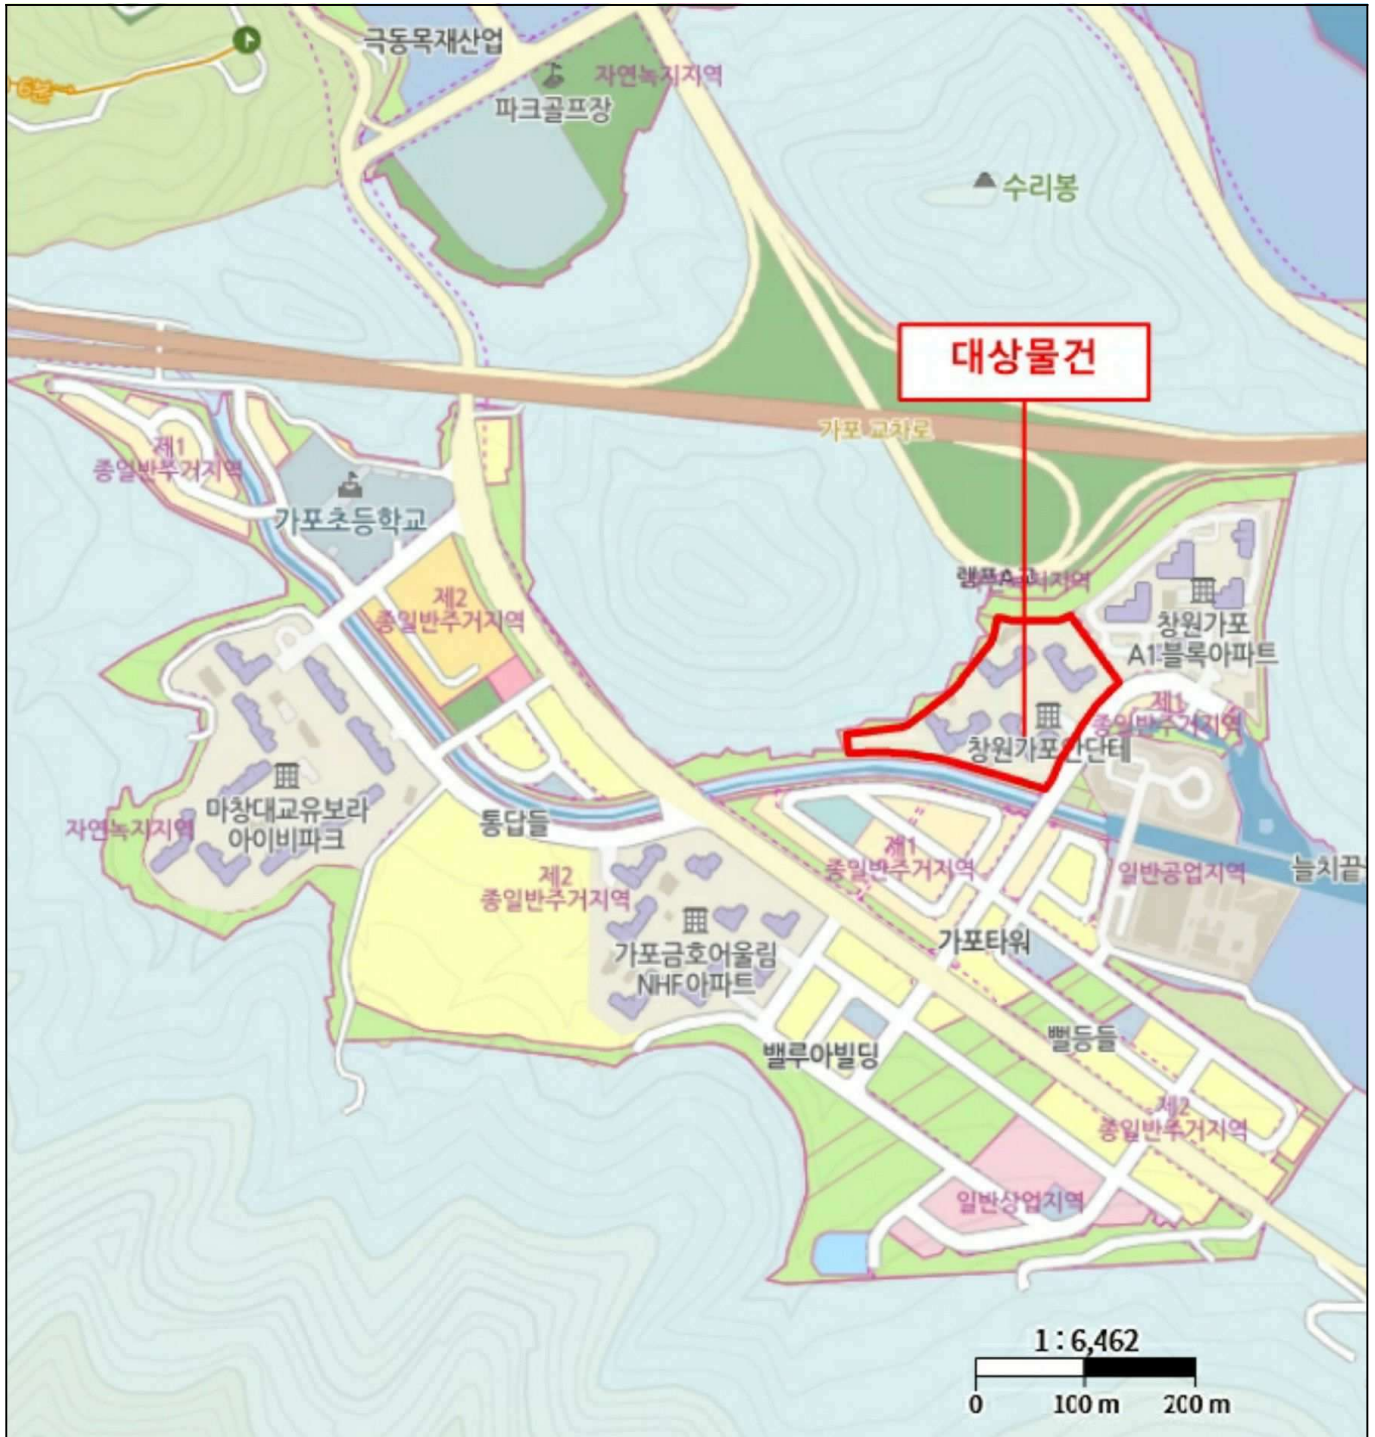 극동목재산업
자연녹지지역
파크골프장
수리봉
대상물건
가포 교차로
제1
종일반주거지역
가포초등학교
제2
종일반주거지역
창원가포
A1블록아파트
제1
종일반주거지역
창원가포안단테
마창대교유보라
아이비파크
자연녹지지역
통답들
제2
종일반주거지역
제1
종일반주거지역
일반공업지역
늘치끝
가포타워
가포금호어울림
NHF아파트
밸루아빌딩
뻘등들
제2
종일반주거지역
일반상업지역
1 : 6,462
0 100 m 200 m